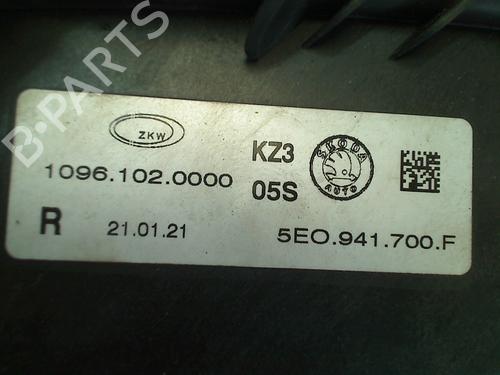 B-PARTS
ZKW
1096.102.0000
KZ3
05S
ŠKODA
AUTO
R
21.01.21
5E0.941.700.F